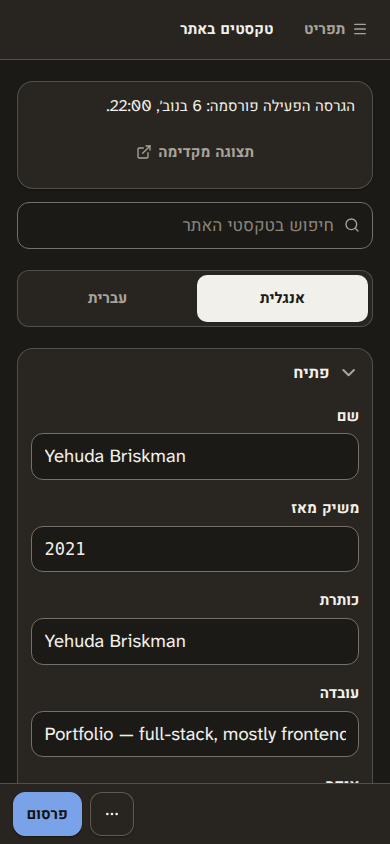 תפריט
טקסטים באתר
הגרסה הפעילה פורסמה: 6 בנוב׳, 22:00.
תצוגה מקדימה
חיפוש בטקסטי האתר
אנגלית
עברית
פתיח
שם
Yehuda Briskman
משיק מאז
2021
כותרת
Yehuda Briskman
עובדה
Portfolio — full-stack, mostly frontend
...
פרסום